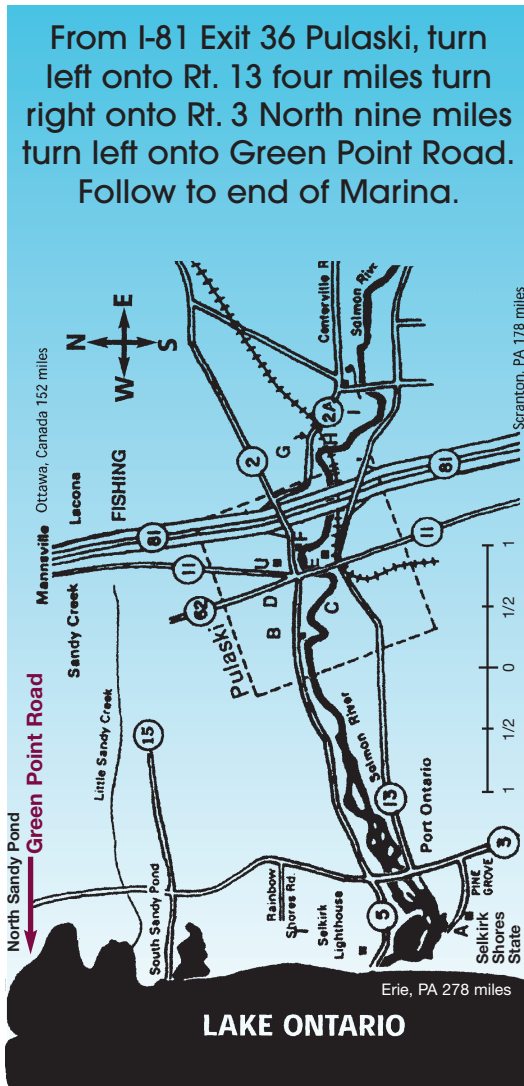 From I-81 Exit 36 Pulaski, turn
left onto Rt. 13 four miles turn
right onto Rt. 3 North nine miles
turn left onto Green Point Road.
Follow to end of Marina.
N
E
S
W
Ottawa, Canada 152 miles
Mannsville
Lacona
Sandy Creek
FISHING
Centerville R
Salmon Rive
Scranton, PA 178 miles
2
2A
G
H
I
81
81
11
11
62
U
F
E
D
B
C
Pulaski
North Sandy Pond
Green Point Road
Little Sandy Creek
15
South Sandy Pond
Rainbow
Shores Rd.
Selkirk
Lighthouse
5
Salmon River
13
Port Ontario
3
PINE
GROVE
A
Selkirk
Shores
State
1
1/2
0
1/2
1
Erie, PA 278 miles
LAKE ONTARIO